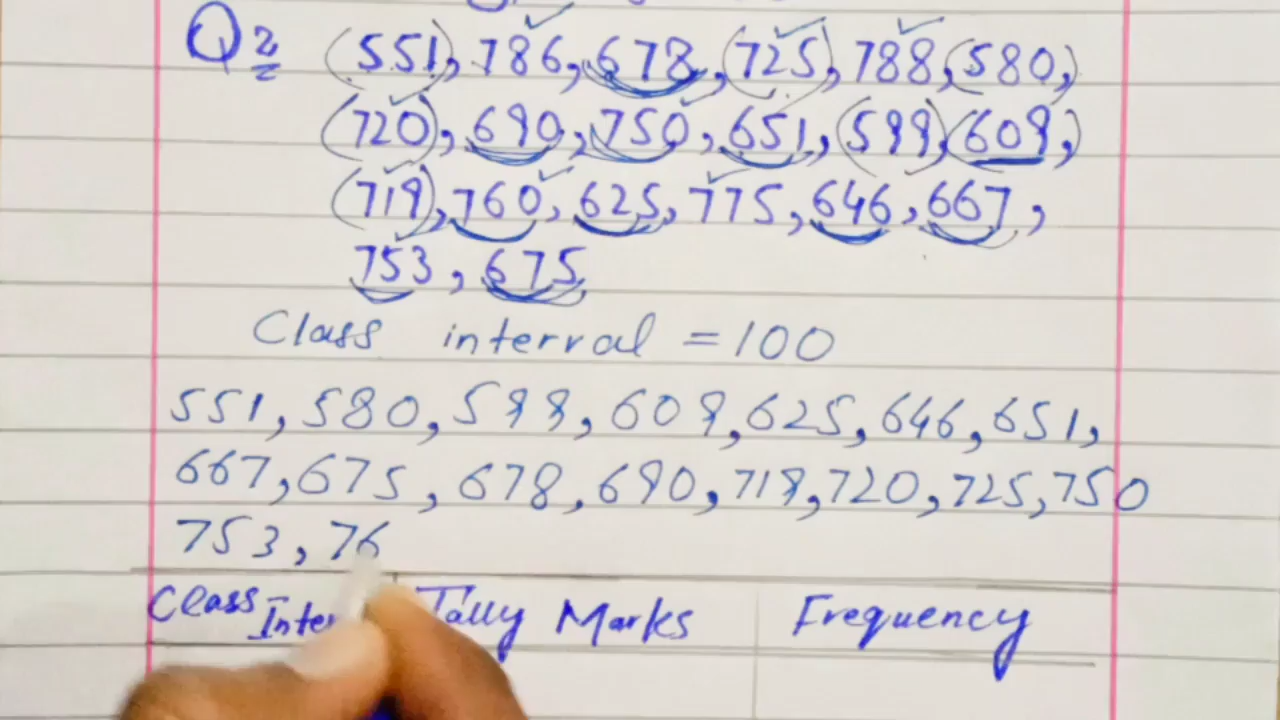 Q2 (551), 786, 678, (725), 788, (580,)
(720), 690, 750, 651, (599), (609,)
(719), 760, 625, 775, 646, 667,
753, 675
Class interval = 100
551, 580, 599, 609, 625, 646, 651,
667, 675, 678, 690, 719, 720, 725, 750
753, 76
Class Inter Tally Marks Frequency